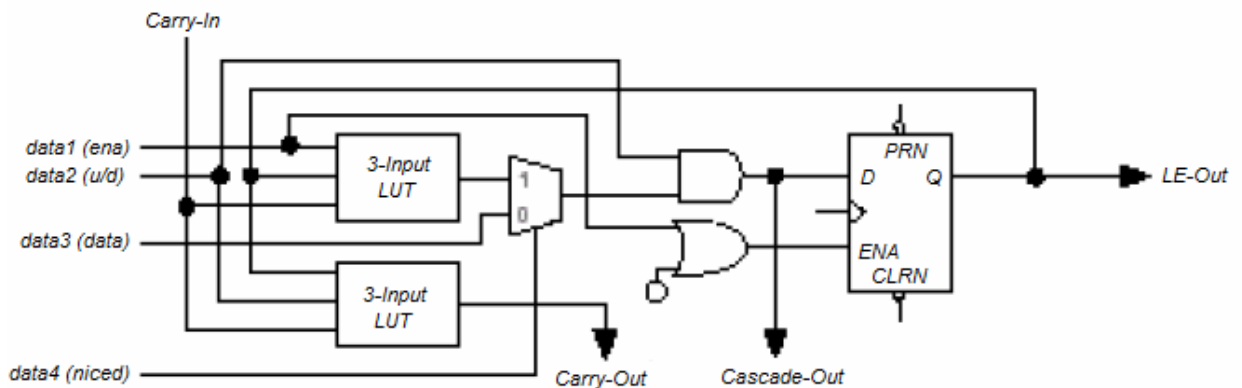 Carry-In
data1 (ena)
data2 (u/d)
data3 (data)
data4 (niced)
3-Input
LUT
3-Input
LUT
1
0
PRN
D
Q
ENA
CLRN
LE-Out
Carry-Out
Cascade-Out